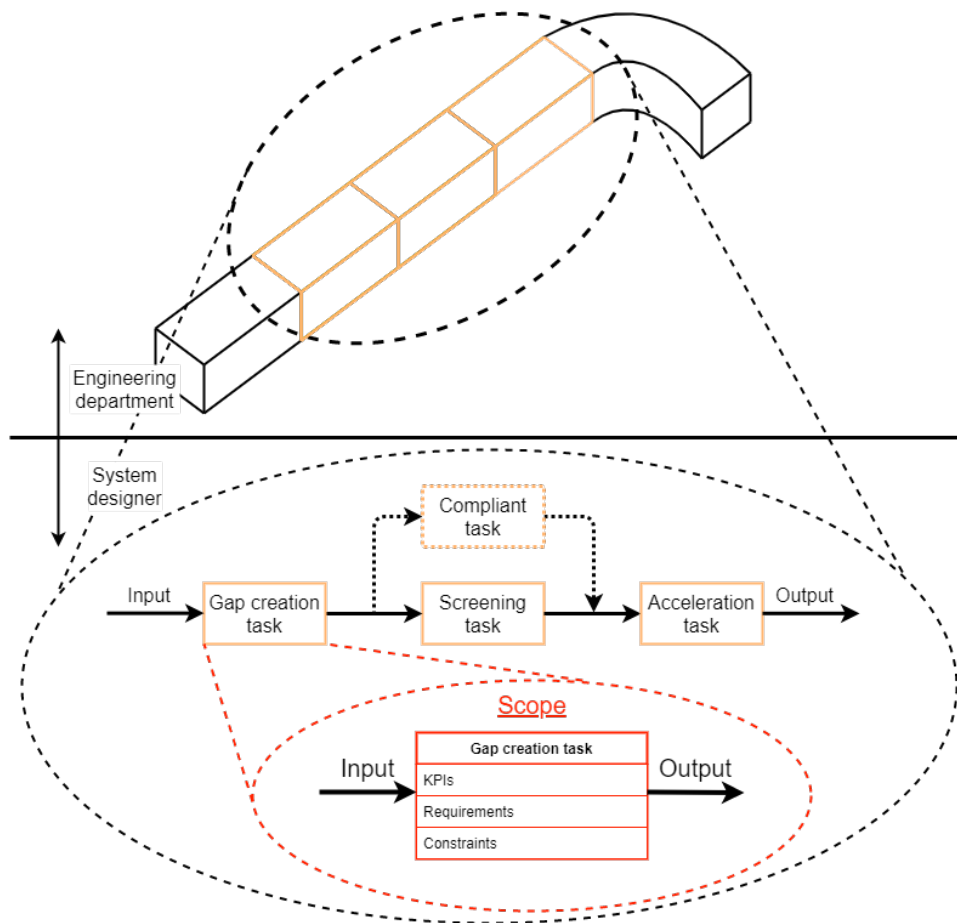 Engineering
department
System
designer
Compliant
task
Input
Gap creation
task
Screening
task
Acceleration
task
Output
Scope
Gap creation task
Input
Output
KPIs
Requirements
Constraints